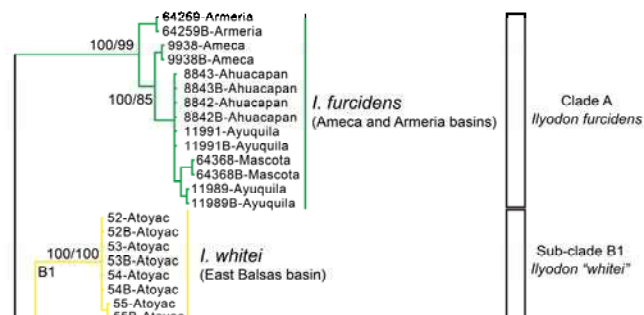 64269-Armeria
64259B-Armeria
100/99
9938-Ameca
9938B-Ameca
100/85
8843-Ahuacapan
8843B-Ahuacapan
8842-Ahuacapan
8842B-Ahuacapan
11991-Ayuquila
11991B-Ayuquila
64368-Mascota
64368B-Mascota
11989-Ayuquila
11989B-Ayuquila
I. furcidens
(Ameca and Armeria basins)
Clade A
Ilyodon furcidens
52-Atoyac
52B-Atoyac
53-Atoyac
100/100
53B-Atoyac
B1
54-Atoyac
54B-Atoyac
55-Atoyac
55B-Atoyac
I. whitei
(East Balsas basin)
Sub-clade B1
Ilyodon "whitei"